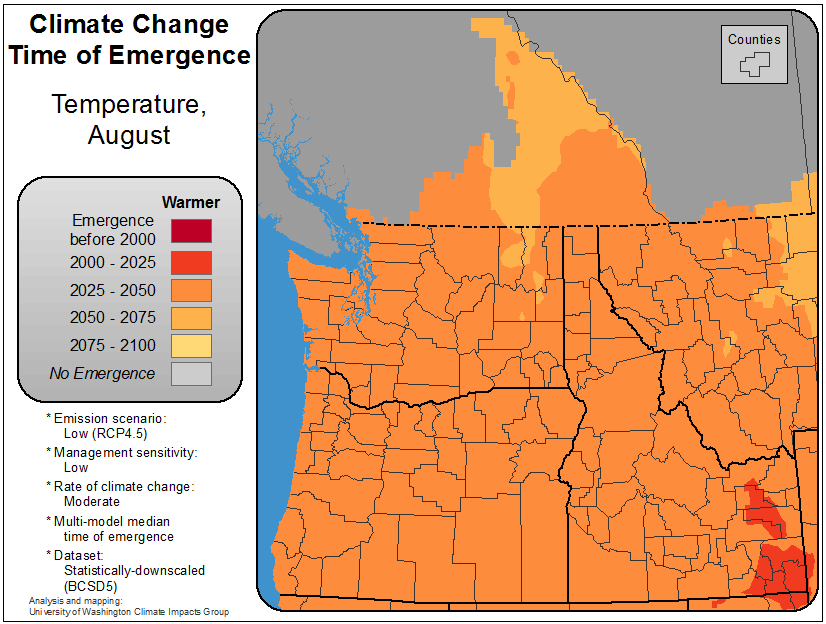 Climate Change
Time of Emergence
Temperature,
August
Counties
Warmer
Emergence
before 2000
2000 - 2025
2025 - 2050
2050 - 2075
2075 - 2100
No Emergence
* Emission scenario:
Low (RCP4.5)
* Management sensitivity:
Low
* Rate of climate change:
Moderate
* Multi-model median
time of emergence
* Dataset:
Statistically-downscaled
(BCSD5)
Analysis and mapping:
University of Washington Climate Impacts Group